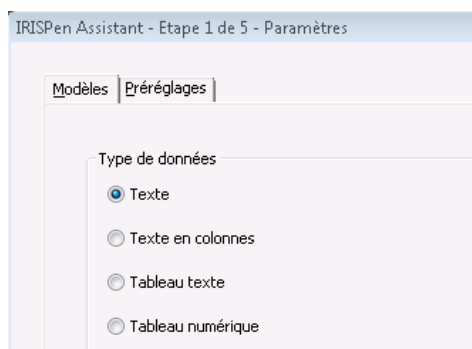 IRISPen Assistant - Etape 1 de 5 - Paramètres
Modèles Préréglages
Type de données
Texte
Texte en colonnes
Tableau texte
Tableau numérique